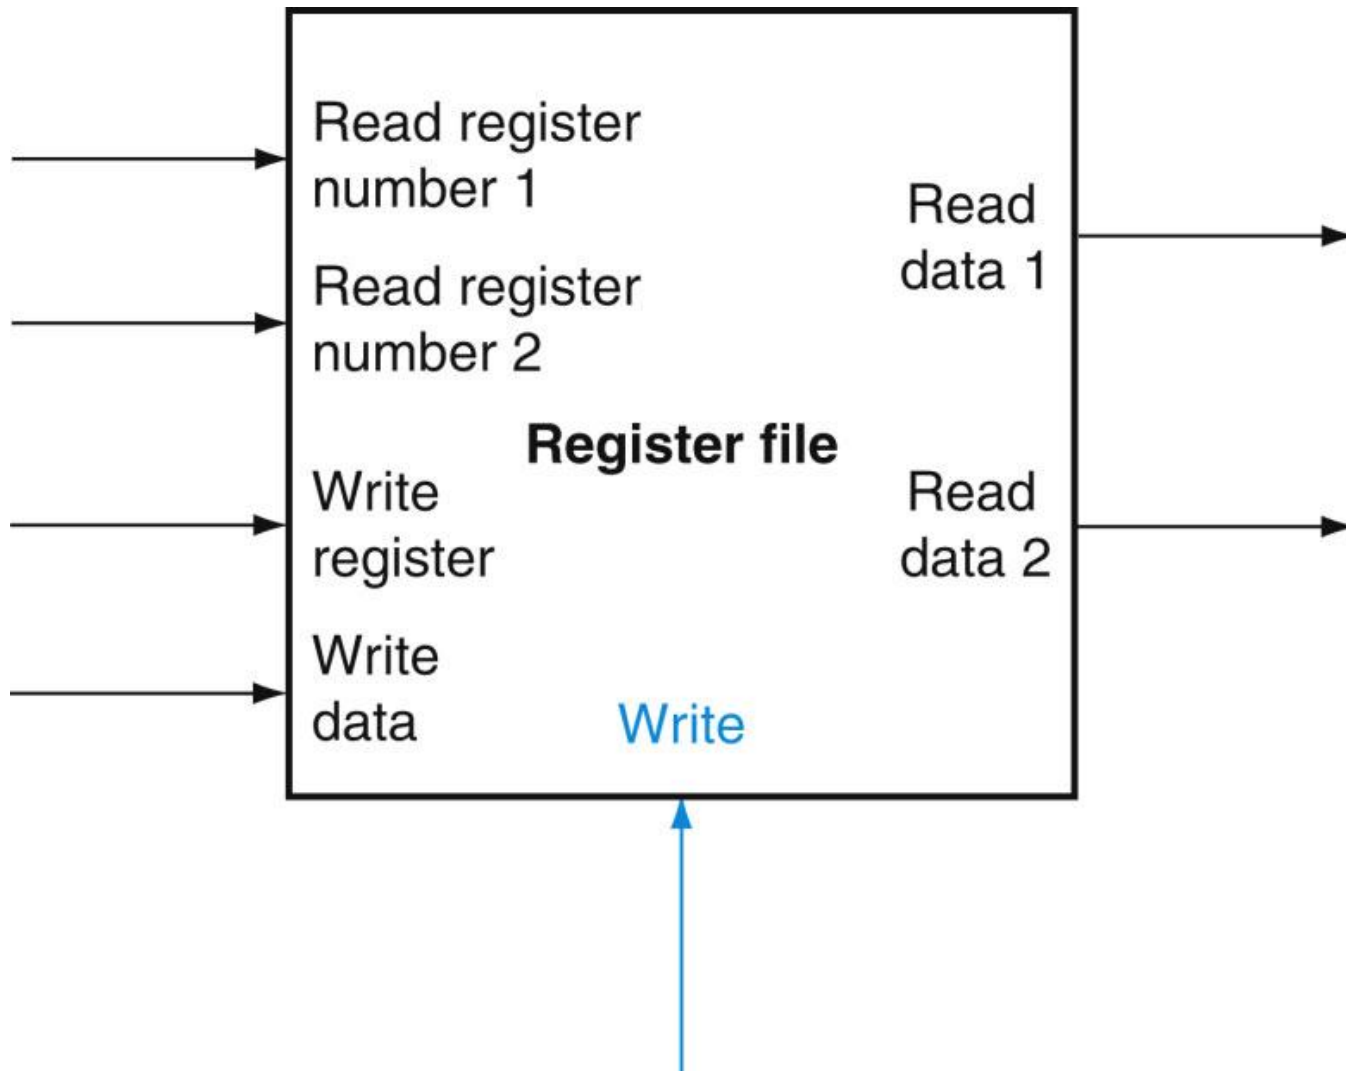 Read register
number 1
Read
data 1
Read register
number 2
Register file
Write
register
Read
data 2
Write
data
Write